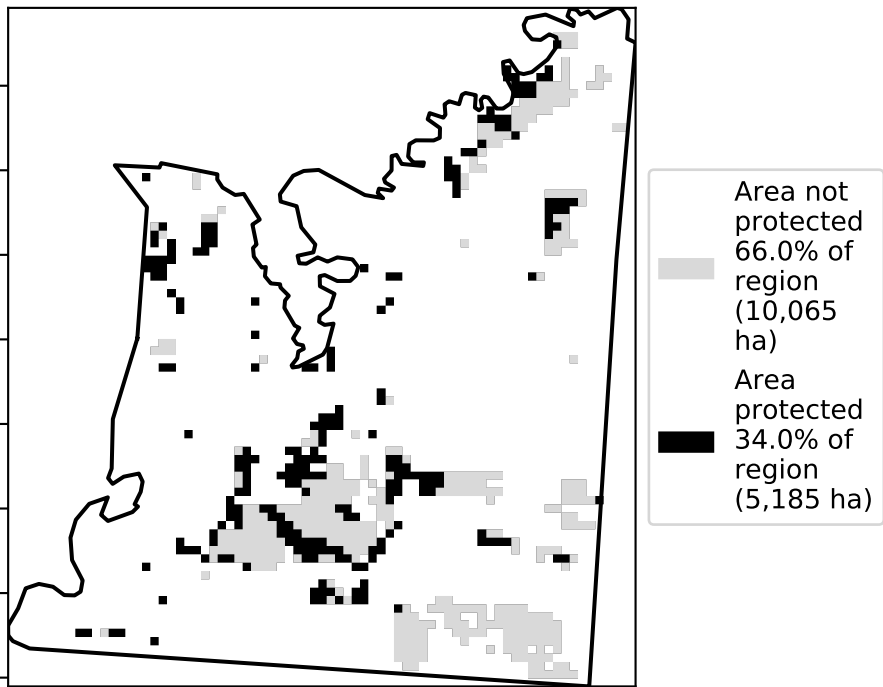 Area not
protected
66.0% of
region
(10,065
ha)
Area
protected
34.0% of
region
(5,185 ha)